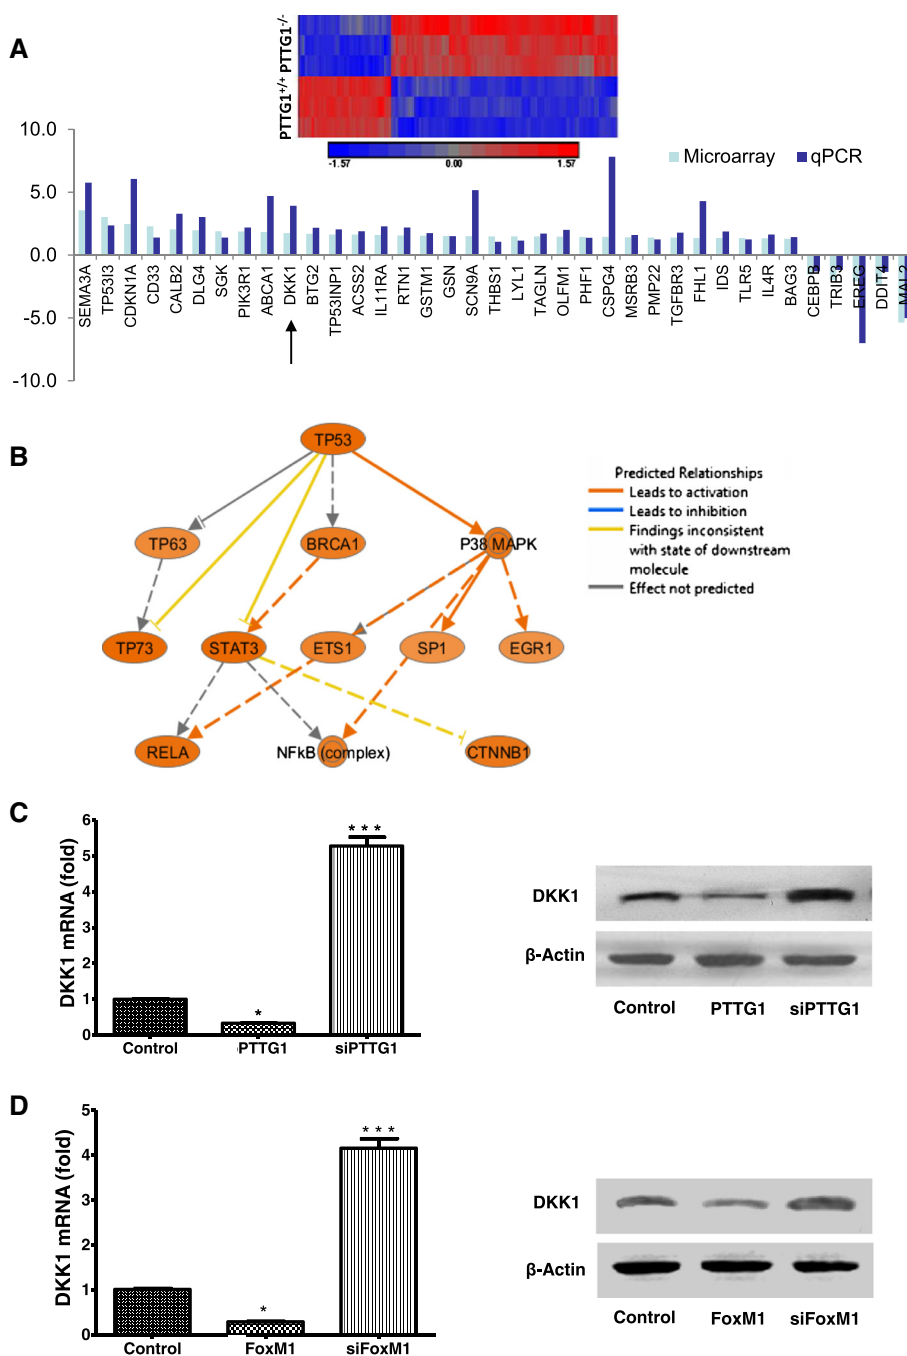 A
PTTG1+/+ PTTG1-/-
-1.57 0.00 1.57
Microarray qPCR
10.0
5.0
0.0
-5.0
-10.0
SEMA3A
TP53I3
CDKN1A
CD33
CALB2
DLG4
SGK
PIK3R1
ABCA1
DKK1
BTG2
TP53INP1
ACSS2
IL11RA
RTN1
GSTM1
GSN
SCN9A
THBS1
LYL1
TAGLN
OLFM1
PHF1
CSPG4
MSRB3
PMP22
TGFBR3
FHL1
IDS
TLR5
IL4R
BAG3
CEBPB
TRIB3
EREG
DDIT4
MAL2
B
TP53
TP63
BRCA1
P38 MAPK
TP73
STAT3
ETS1
SP1
EGR1
RELA
NFkB (complex)
CTNNB1
Predicted Relationships
Leads to activation
Leads to inhibition
Findings inconsistent
with state of downstream
molecule
Effect not predicted
C
DKK1 mRNA (fold)
6
5
4
3
2
1
0
*
* * *
Control PTTG1 siPTTG1
DKK1
β-Actin
Control PTTG1 siPTTG1
D
DKK1 mRNA (fold)
5
4
3
2
1
0
*
* * *
Control FoxM1 siFoxM1
DKK1
β-Actin
Control FoxM1 siFoxM1